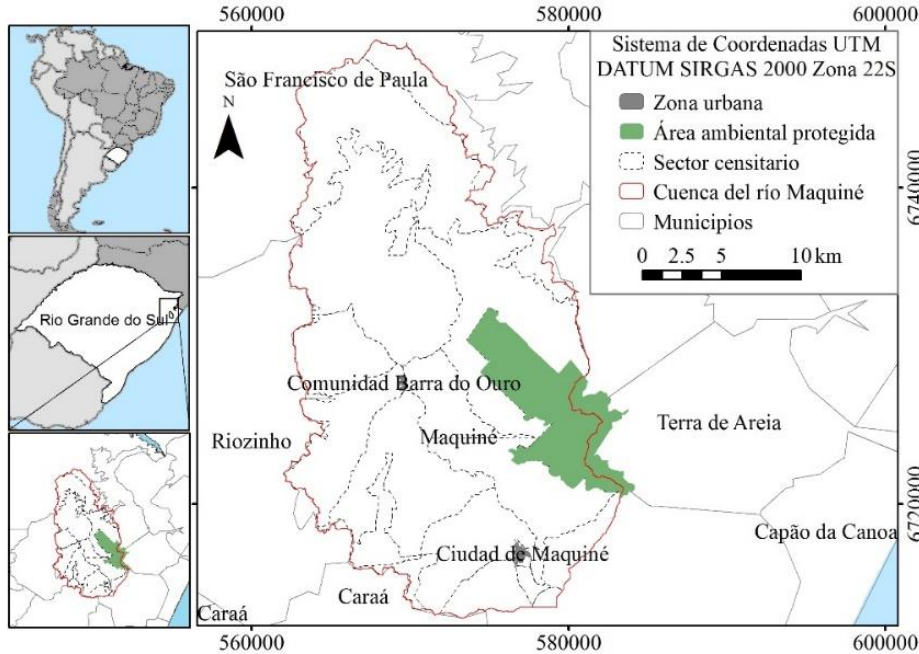 560000
580000
600000
Sistema de Coordenadas UTM
DATUM SIRGAS 2000 Zona 22S
Zona urbana
Área ambiental protegida
Sector censitario
Cuenca del río Maquiné
Municipios
0 2.5 5 10 km
N
São Francisco de Paula
6740000
Rio Grande do Sul
Comunidad Barra do Ouro
Riozinho
Maquiné
Terra de Areia
6720000
Capão da Canoa
Ciudad de Maquiné
Caraá
Caraá
560000
580000
600000